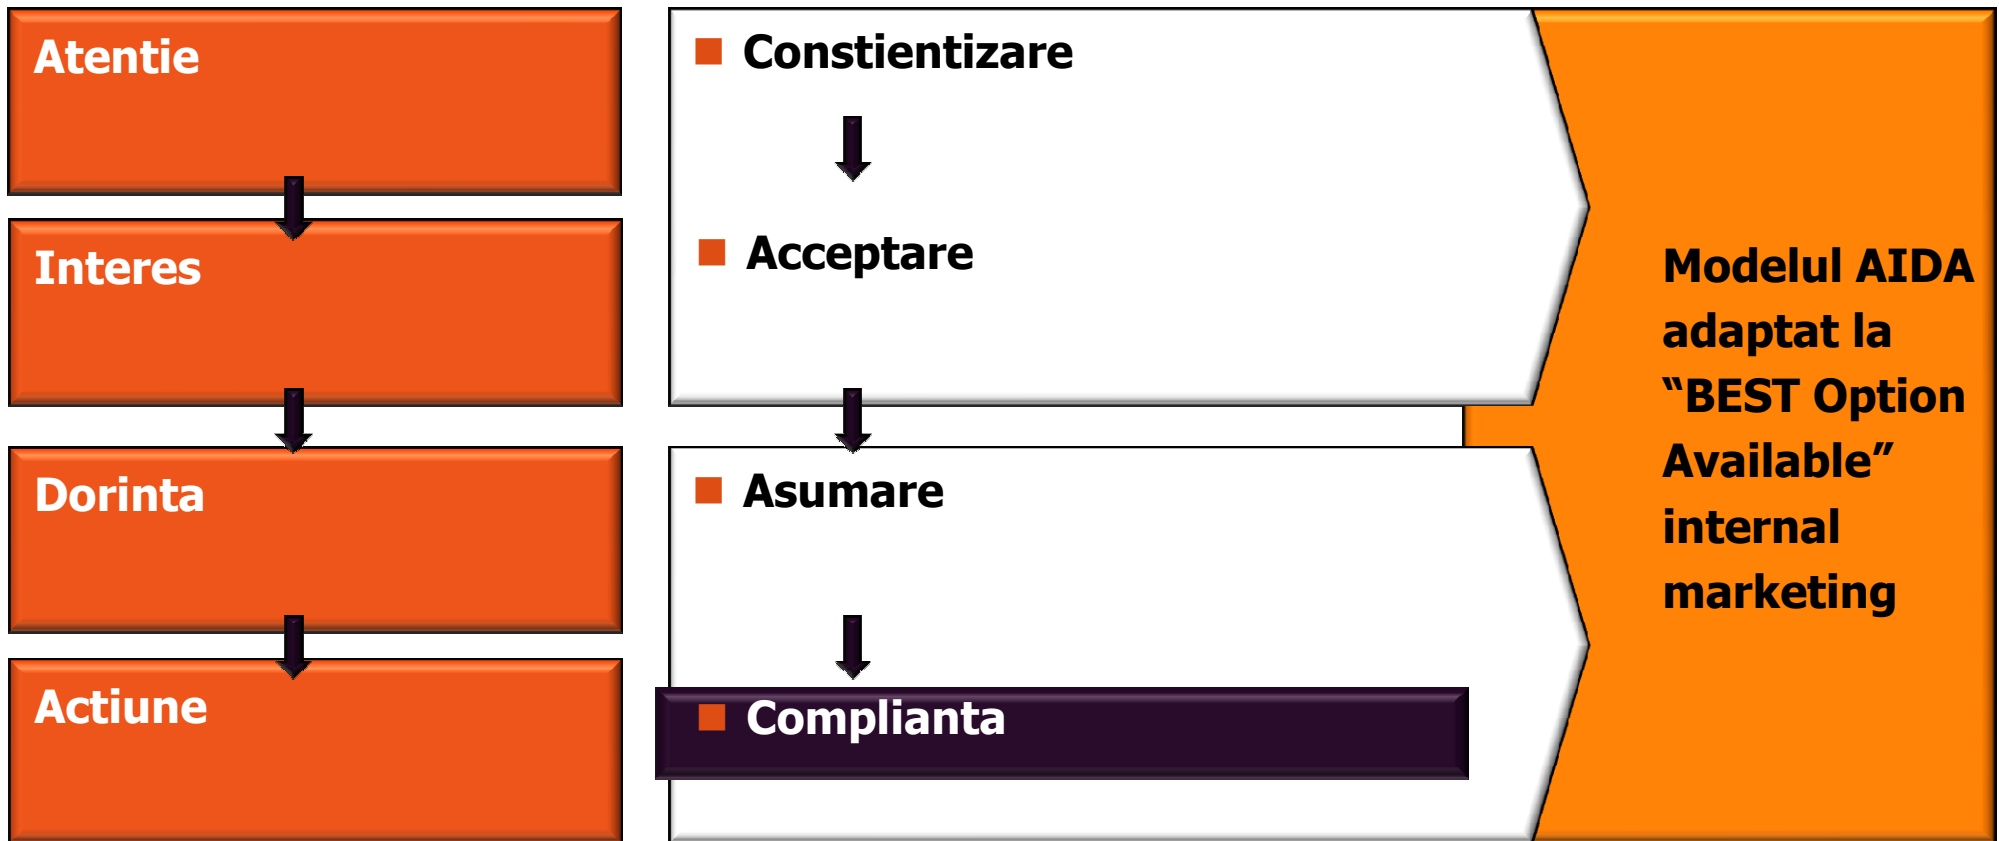 Atentie
Interes
Dorinta
Actiune
Constientizare
Acceptare
Asumare
Complianta
Modelul AIDA
adaptat la
“BEST Option
Available”
internal
marketing